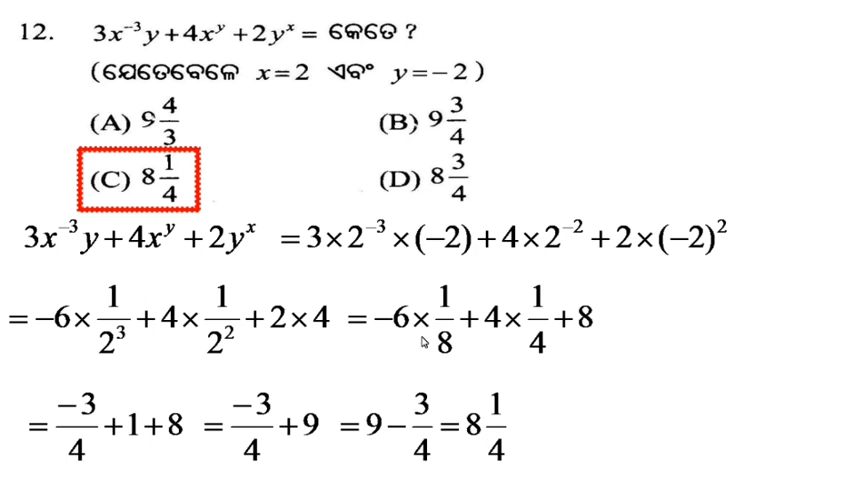 12. 3x⁻³y+4xʸ+2yˣ = କେତେ ?
(ଯେତେବେଳେ x=2 ଏବଂ y=−2)
(A) 9 4/3 (B) 9 3/4
(C) 8 1/4 (D) 8 3/4
3x⁻³y+4xʸ+2yˣ =3×2⁻³×(−2)+4×2⁻²+2×(−2)²
=−6×1/2³+4×1/2²+2×4 =−6×1/8+4×1/4+8
=−3/4+1+8 =−3/4+9 =9−3/4=8 1/4